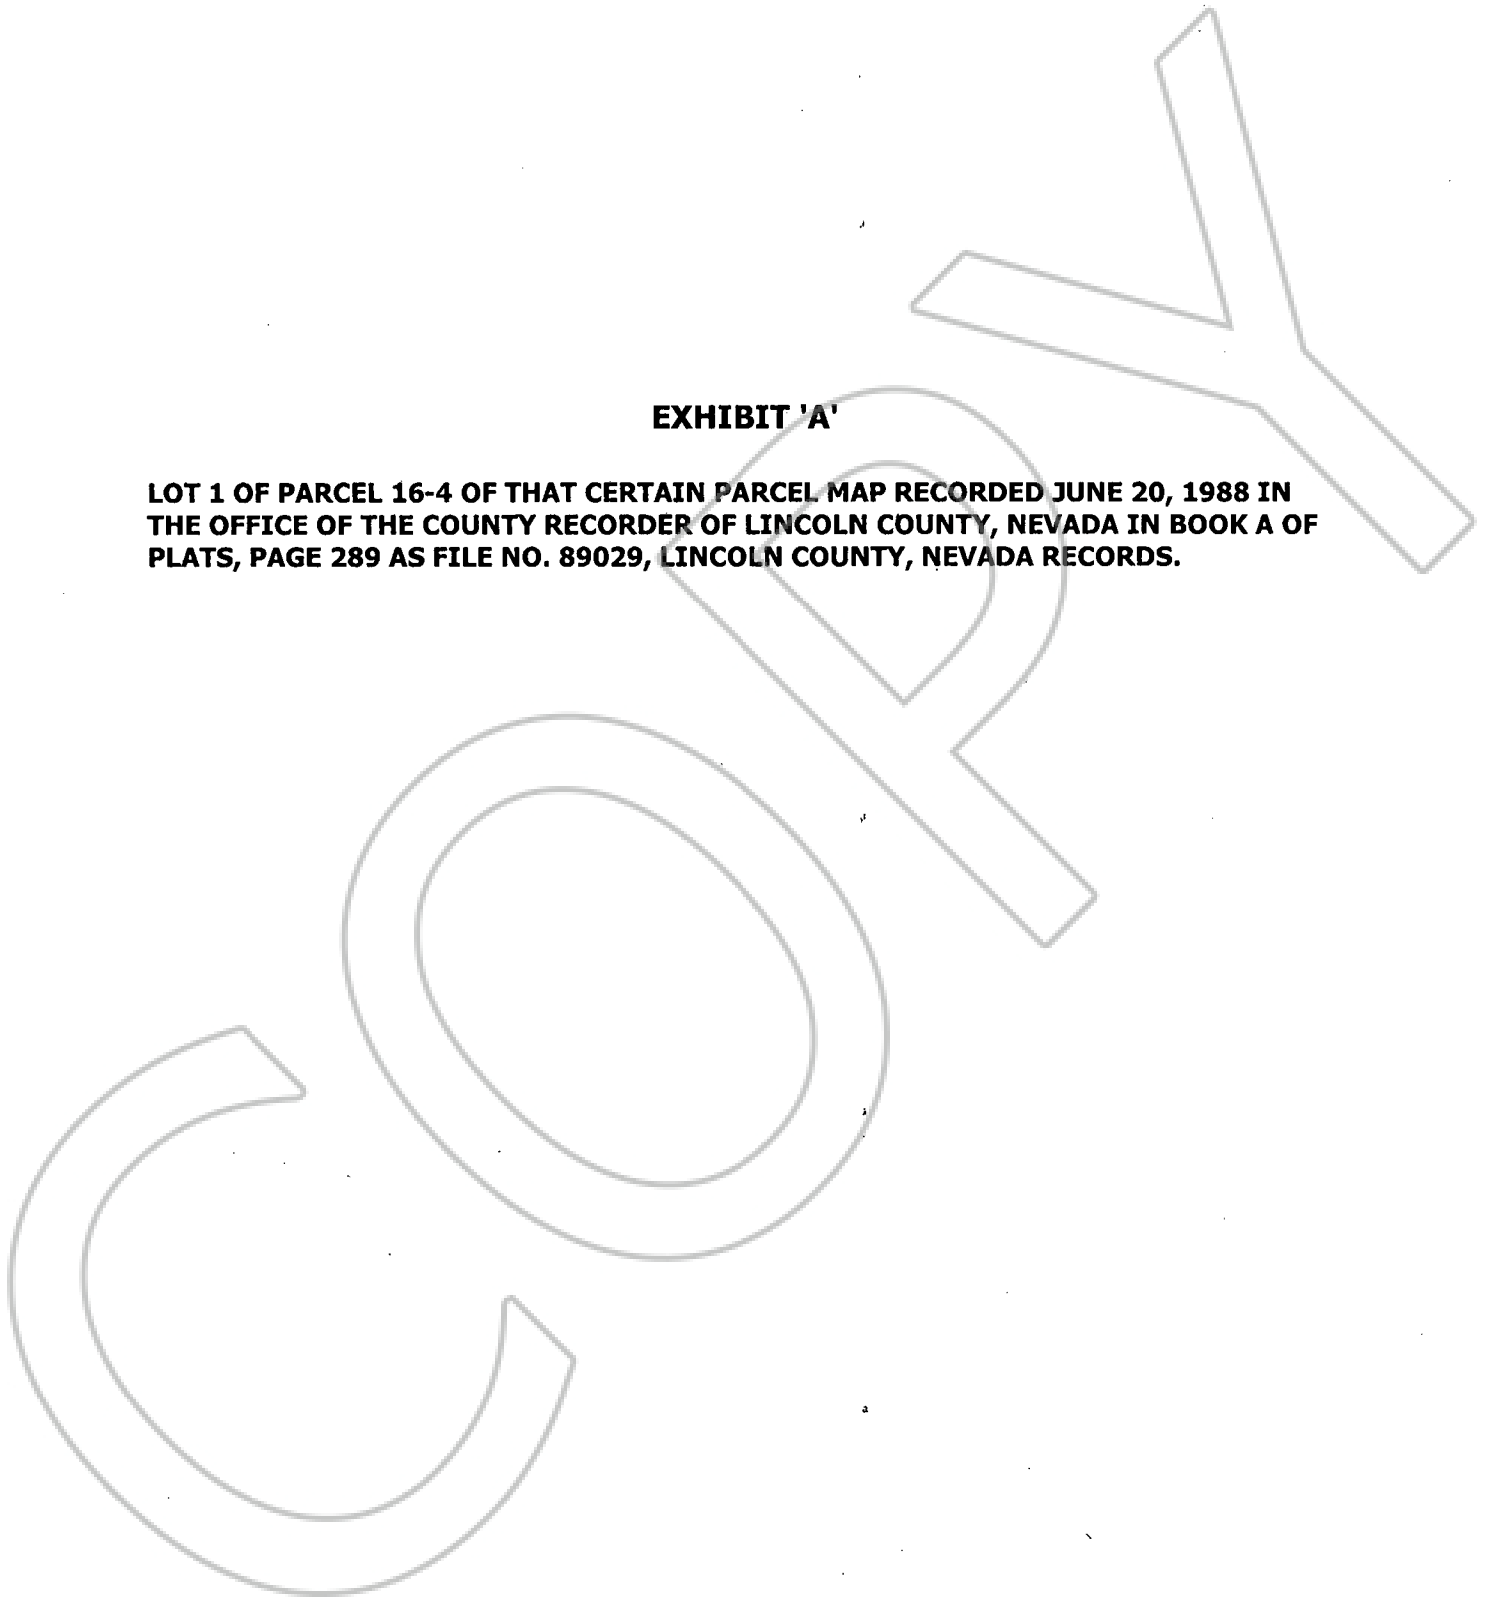 EXHIBIT 'A'
LOT 1 OF PARCEL 16-4 OF THAT CERTAIN PARCEL MAP RECORDED JUNE 20, 1988 IN
THE OFFICE OF THE COUNTY RECORDER OF LINCOLN COUNTY, NEVADA IN BOOK A OF
PLATS, PAGE 289 AS FILE NO. 89029, LINCOLN COUNTY, NEVADA RECORDS.
COPY